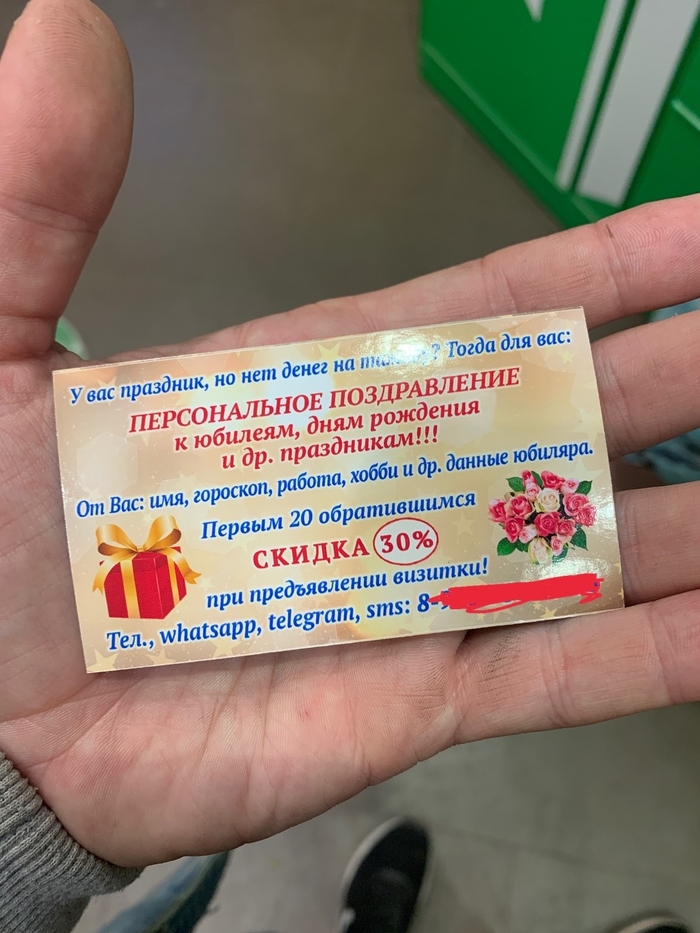 У вас праздник, но нет денег на ? Тогда для вас:
ПЕРСОНАЛЬНОЕ ПОЗДРАВЛЕНИЕ
к юбилеям, дням рождения
и др. праздникам!!!
От Вас: имя, гороскоп, работа, хобби и др. данные юбиляра.
Первым 20 обратившимся
СКИДКА 30%
при предъявлении визитки!
Тел., whatsapp, telegram, sms: 8-